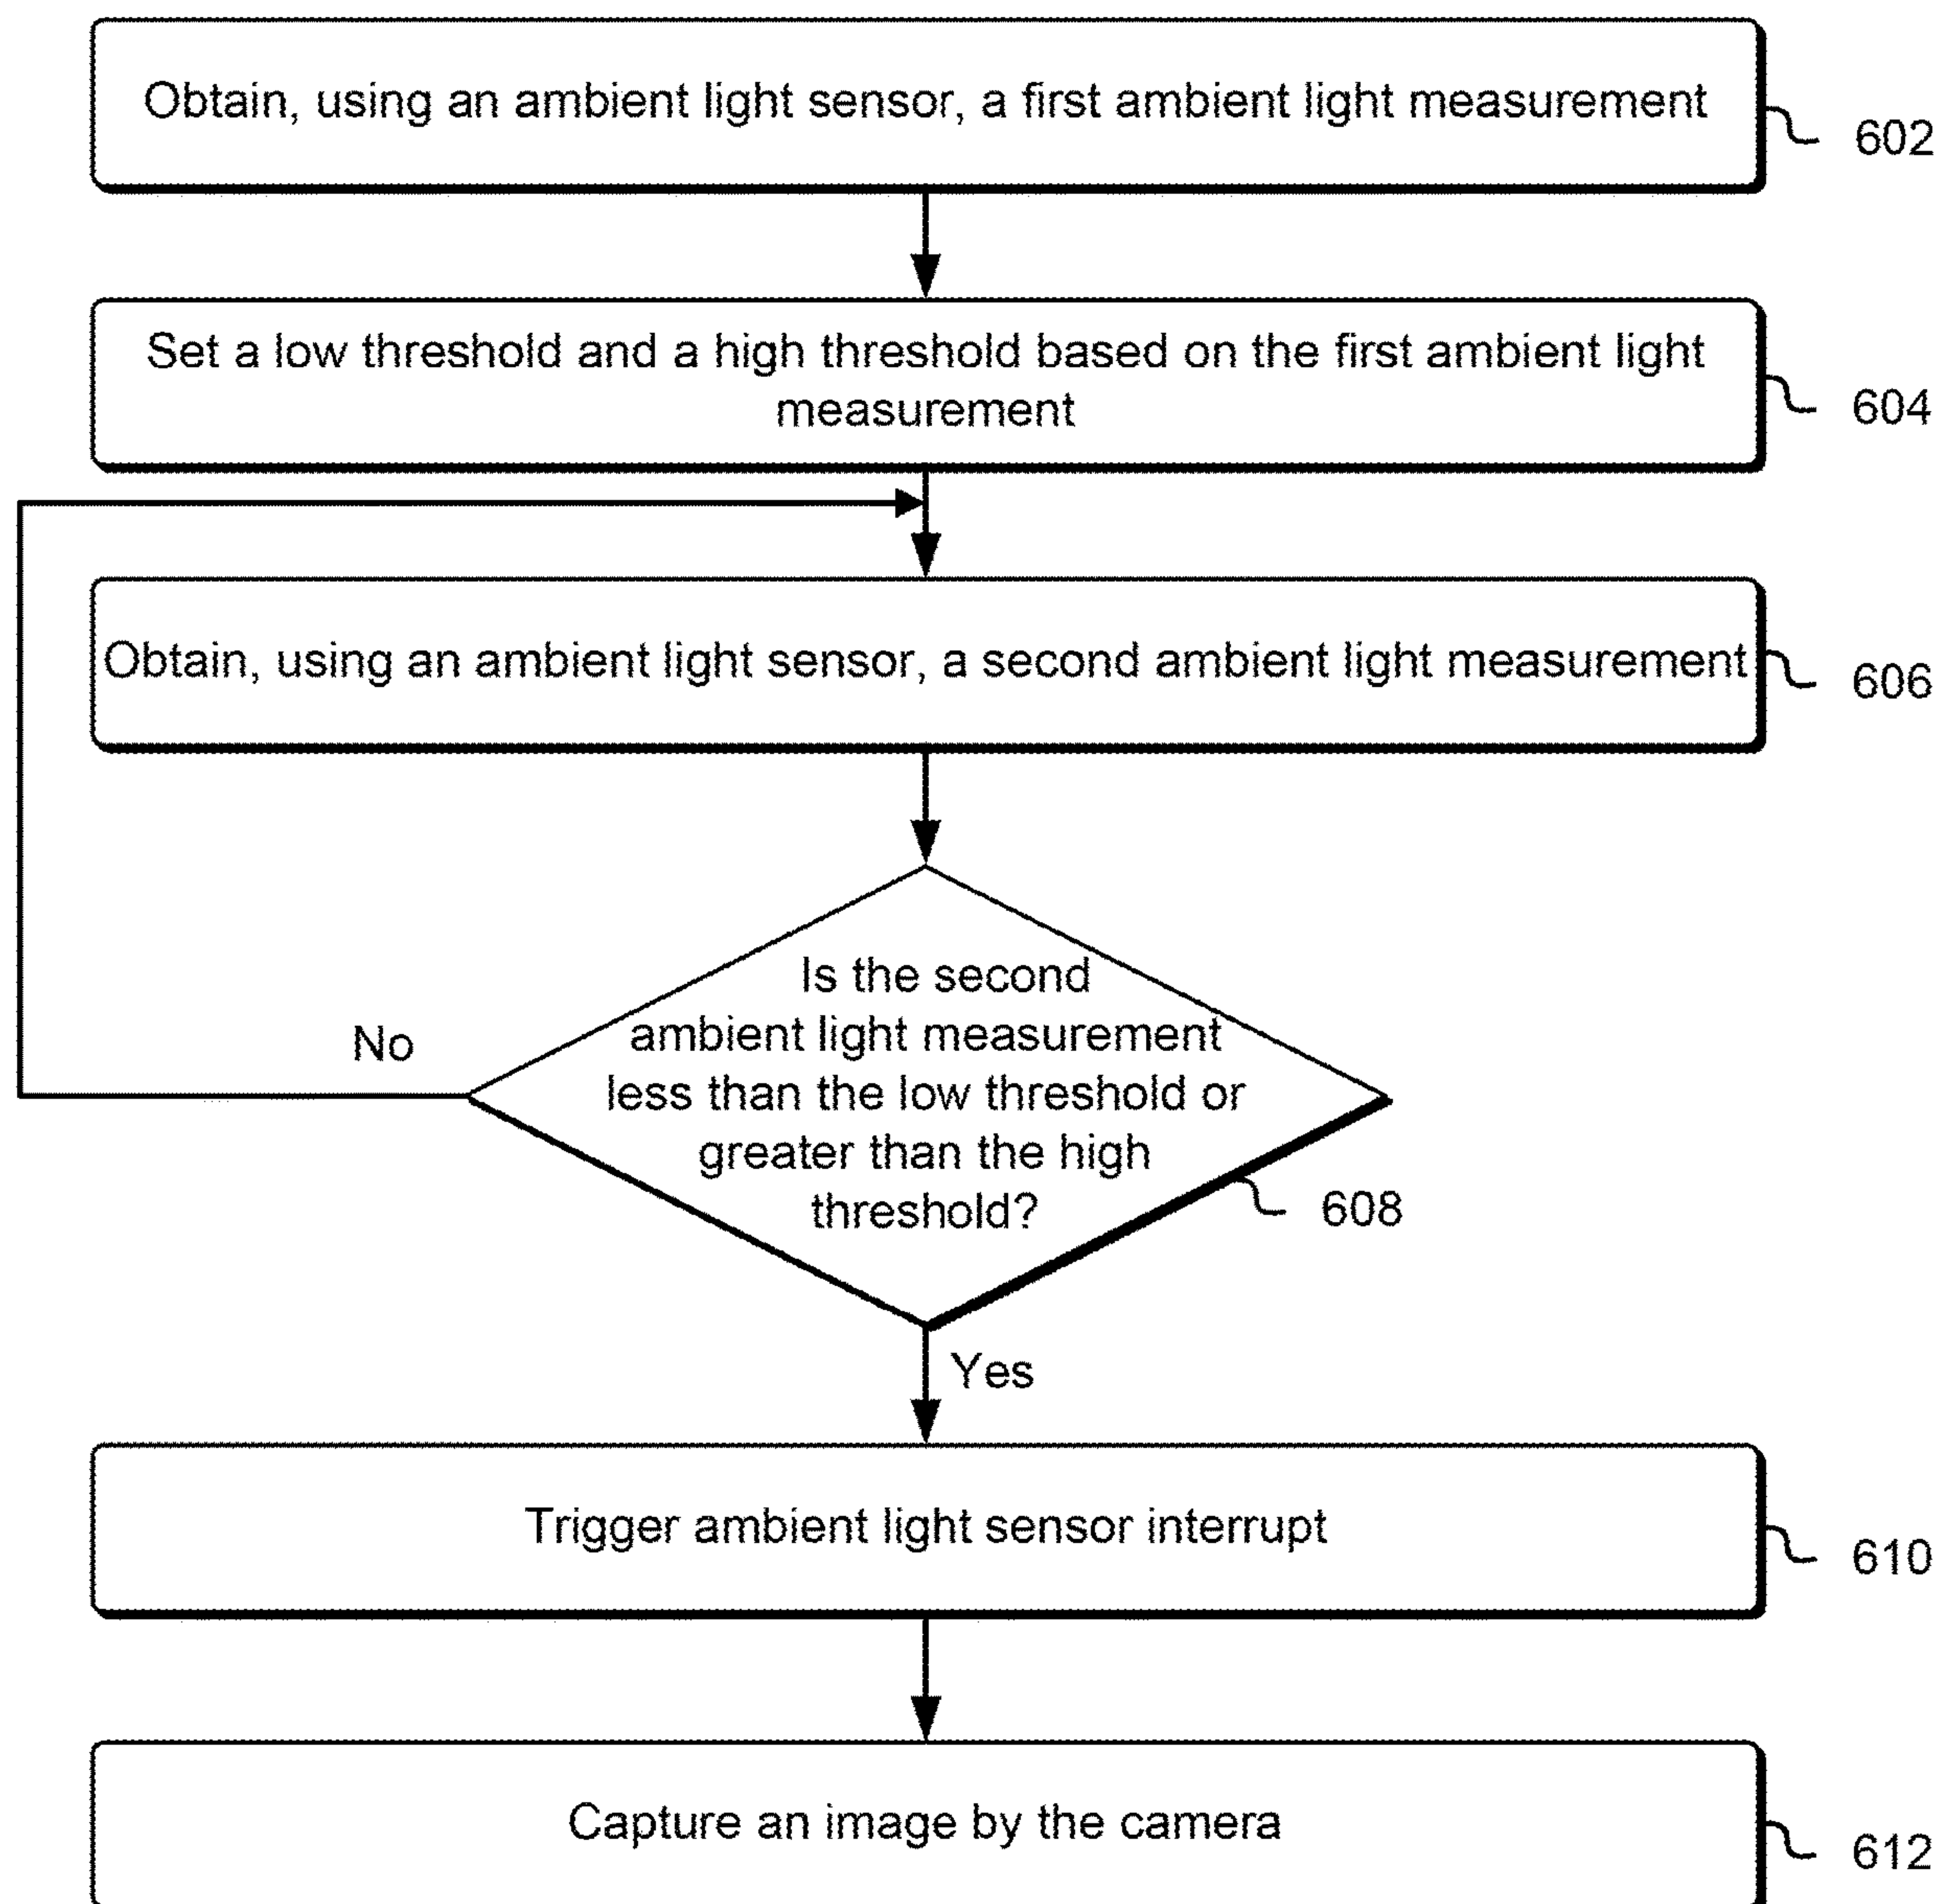 Obtain, using an ambient light sensor, a first ambient light measurement
602
Set a low threshold and a high threshold based on the first ambient light
measurement
604
Obtain, using an ambient light sensor, a second ambient light measurement
606
Is the second
ambient light measurement
less than the low threshold or
greater than the high
threshold?
No
608
Yes
Trigger ambient light sensor interrupt
610
Capture an image by the camera
612